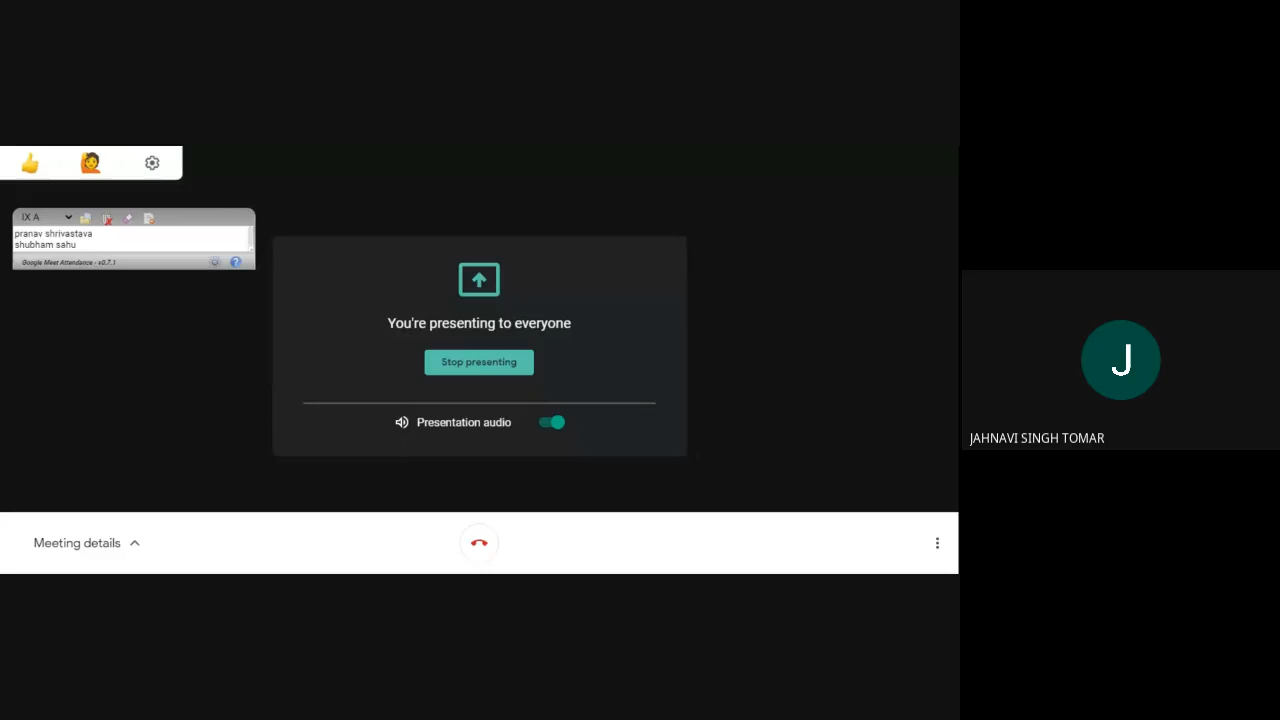 IX A
pranav shrivastava
shubham sahu
Google Meet Attendance - v0.7.1
You're presenting to everyone
Stop presenting
Presentation audio
J
JAHNAVI SINGH TOMAR
Meeting details